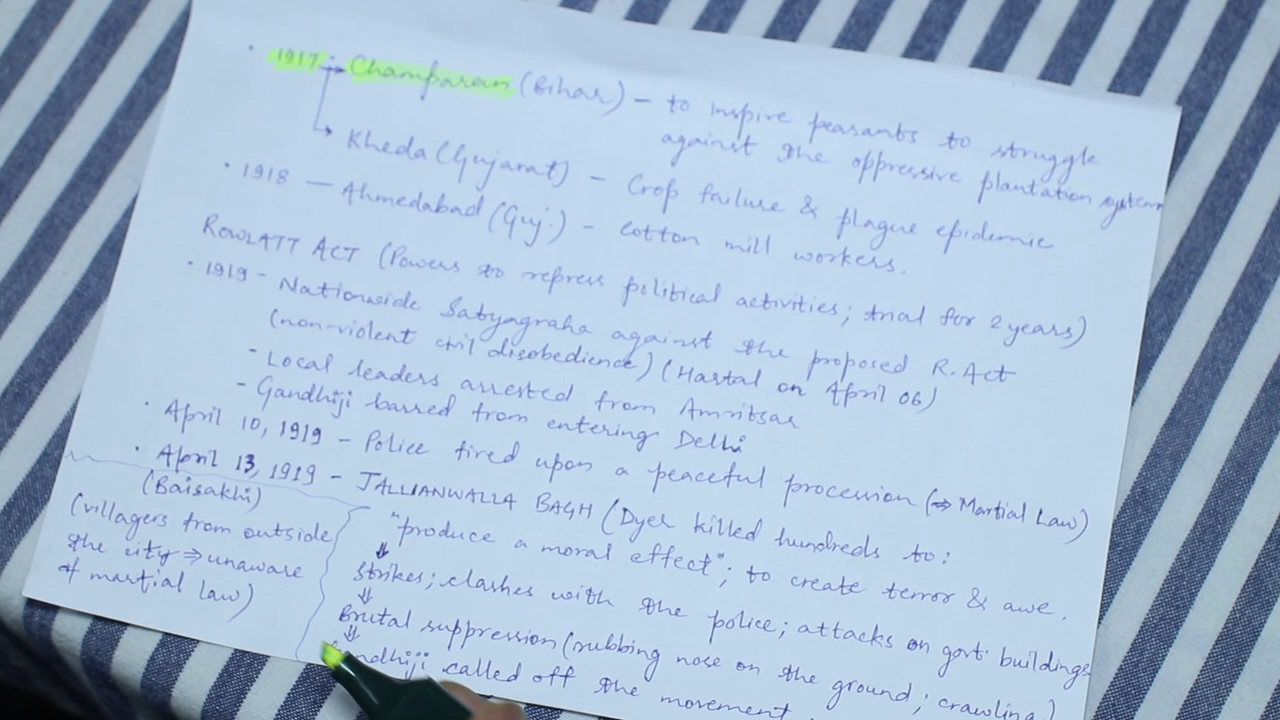 • 1917 : → Champaran (Bihar) – to inspire peasants to struggle
against the oppressive plantation system
→ Kheda (Gujarat) – Crop failure & plague epidemic
• 1918 — Ahmedabad (Guj.) – Cotton mill workers.
ROWLATT ACT (Powers to repress political activities; trial for 2 years)
• 1919 – Nationwide Satyagraha against the proposed R. Act
(non-violent civil disobedience) (Hartal on April 06)
- Local leaders arrested from Amritsar
- Gandhiji barred from entering Delhi
• April 10, 1919 – Police fired upon a peaceful procession (⇒ Martial Law)
• April 13, 1919 – JALLIANWALLA BAGH (Dyer killed hundreds to:
(Baisakhi)
(villagers from outside
the city ⇒ unaware
of martial law)
"produce a moral effect"; to create terror & awe.
⇓
Strikes; clashes with the police; attacks on govt. buildings
⇓
Brutal suppression (rubbing nose on the ground; crawling)
⇓
Gandhiji called off the movement